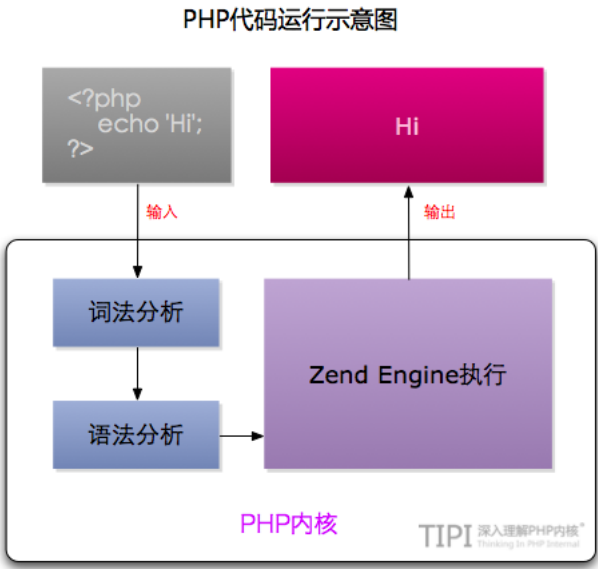 PHP代码运行示意图
<?php
echo 'Hi';
?>
Hi
输入
输出
词法分析
语法分析
Zend Engine执行
PHP内核
TIPI 深入理解PHP内核
Thinking In PHP Internal